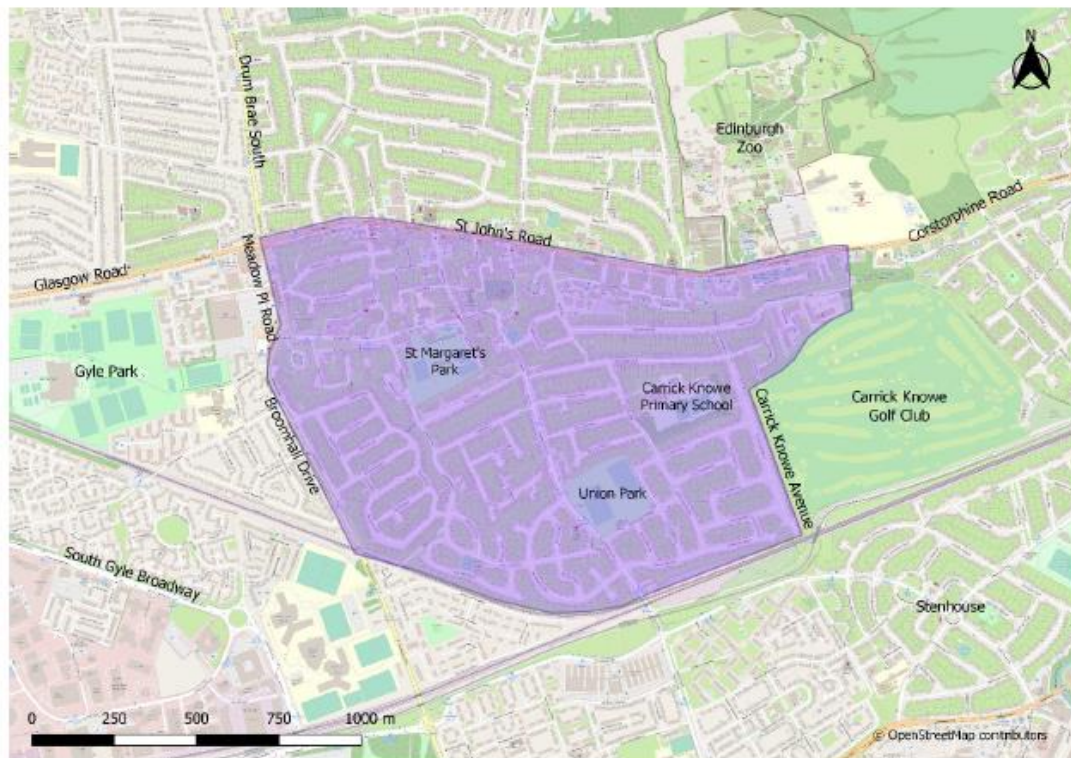 N
Drum Brae South
Edinburgh
Zoo
St John's Road
Corstorphine Road
Glasgow Road
Meadow Pl Road
St Margaret's
Park
Gyle Park
Carrick Knowe
Primary School
Carrick Knowe
Golf Club
Broomhall Drive
Carrick Knowe Avenue
Union Park
South Gyle Broadway
Stenhouse
0 250 500 750 1000 m
© OpenStreetMap contributors